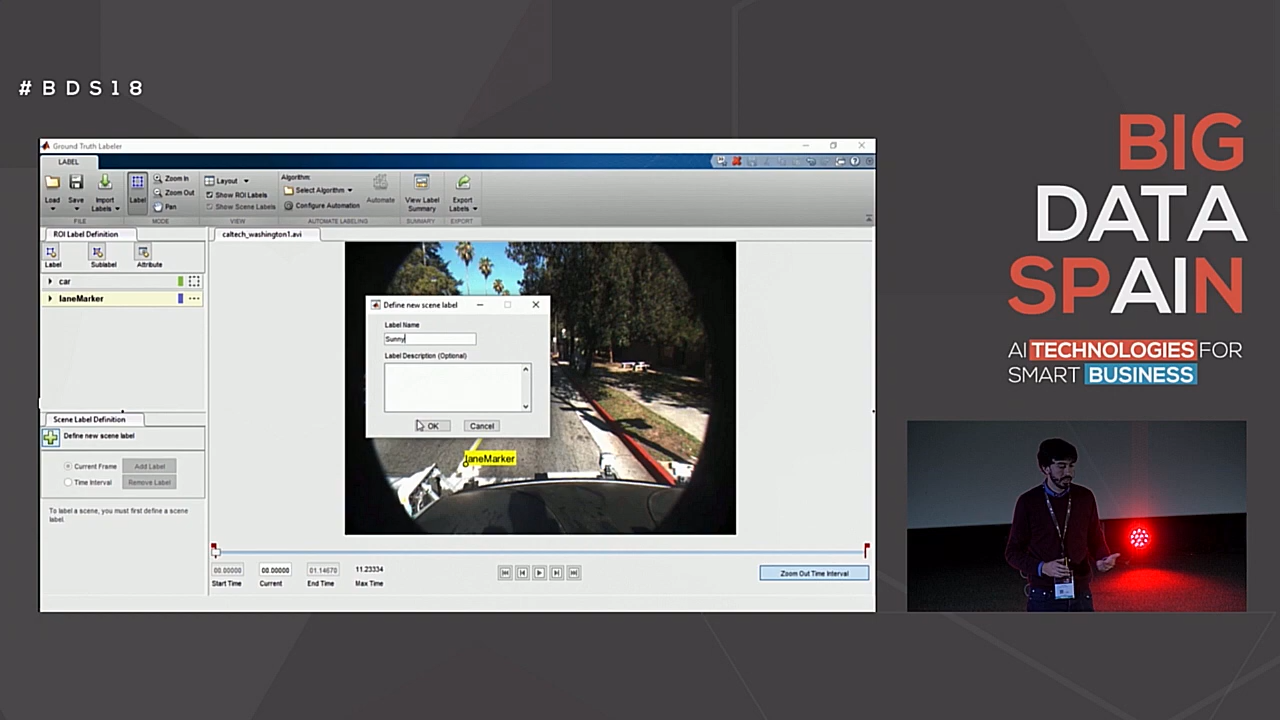 #BDS18
BIG
DATA
SPAIN
AI TECHNOLOGIES FOR
SMART BUSINESS
Ground Truth Labeler
LABEL
Load
Save
Import
Labels
Label
Zoom In
Zoom Out
Pan
Layout
Show ROI Labels
Show Scene Labels
Algorithm:
Select Algorithm
Configure Automation
Automate
View Label
Summary
Export
Labels
FILE
MODE
VIEW
AUTOMATE LABELING
SUMMARY
EXPORT
ROI Label Definition
Label
Sublabel
Attribute
car
laneMarker
caltech_washington1.avi
Define new scene label
Label Name
Sunny
Label Description (Optional)
OK
Cancel
laneMarker
Scene Label Definition
Define new scene label
Current Frame
Add Label
Time Interval
Remove Label
To label a scene, you must first define a scene
label.
00.00000
00.00000
01.14670
11.23334
Start Time
Current
End Time
Max Time
Zoom Out Time Interval